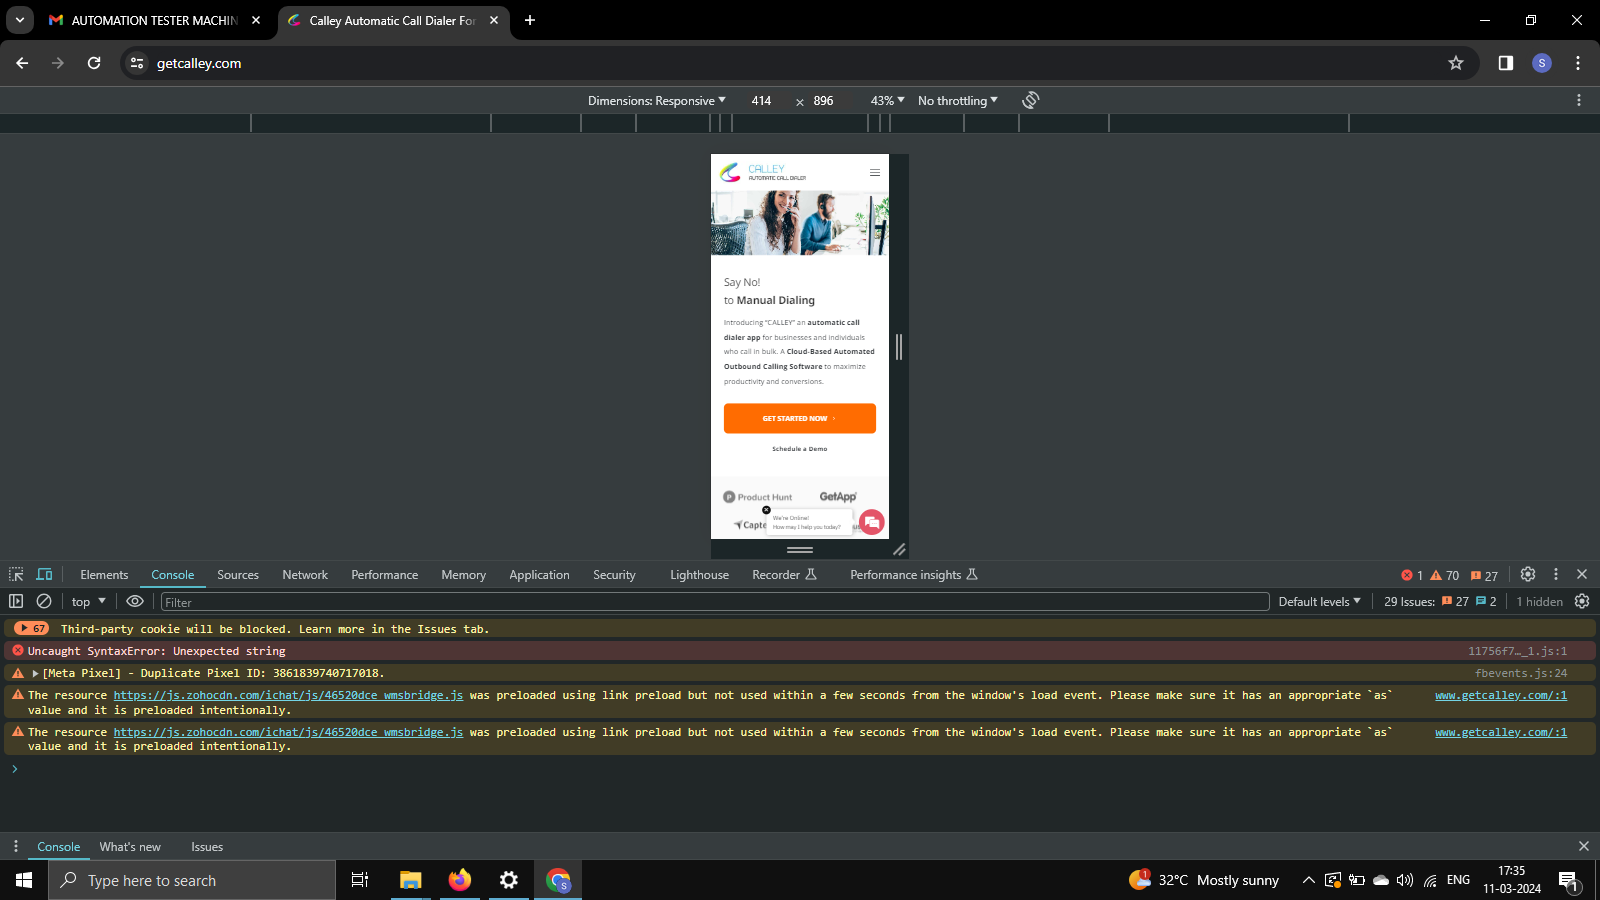 AUTOMATION TESTER MACHIN
Calley Automatic Call Dialer For
getcalley.com
S
Dimensions: Responsive 414 × 896 43% No throttling
CALLEY
AUTOMATIC CALL DIALER
Say No!
to Manual Dialing
Introducing "CALLEY" an automatic call
dialer app for businesses and individuals
who call in bulk. A Cloud-Based Automated
Outbound Calling Software to maximize
productivity and conversions.
GET STARTED NOW ›
Schedule a Demo
Product Hunt GetApp
Capte
We're Online!
How may I help you today?
Elements Console Sources Network Performance Memory Application Security Lighthouse Recorder Performance insights 1 70 27
top Filter Default levels 29 Issues: 27 2 1 hidden
67 Third-party cookie will be blocked. Learn more in the Issues tab.
Uncaught SyntaxError: Unexpected string 11756f7…_1.js:1
[Meta Pixel] - Duplicate Pixel ID: 3861839740717018. fbevents.js:24
The resource https://js.zohocdn.com/ichat/js/46520dce_wmsbridge.js was preloaded using link preload but not used within a few seconds from the window's load event. Please make sure it has an appropriate `as` www.getcalley.com/:1
value and it is preloaded intentionally.
The resource https://js.zohocdn.com/ichat/js/46520dce_wmsbridge.js was preloaded using link preload but not used within a few seconds from the window's load event. Please make sure it has an appropriate `as` www.getcalley.com/:1
value and it is preloaded intentionally.
Console What's new Issues
Type here to search
S
1 32°C Mostly sunny ENG 17:35
11-03-2024
1